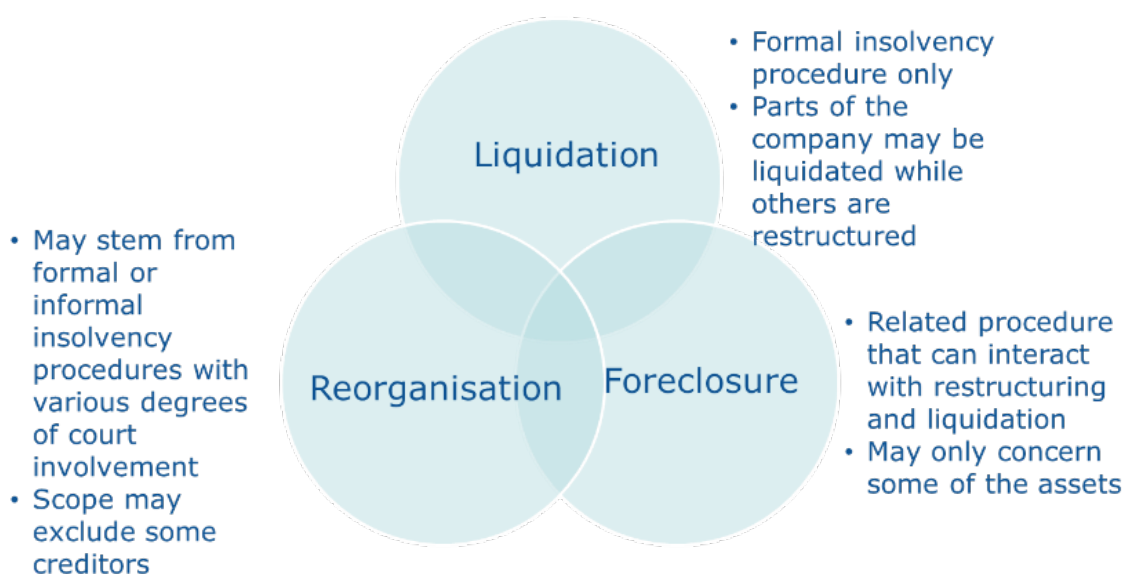 • Formal insolvency
procedure only
• Parts of the
company may be
liquidated while
others are
restructured
Liquidation
• May stem from
formal or
informal
insolvency
procedures with
various degrees
of court
involvement
• Scope may
exclude some
creditors
Reorganisation
Foreclosure
• Related procedure
that can interact
with restructuring
and liquidation
• May only concern
some of the assets